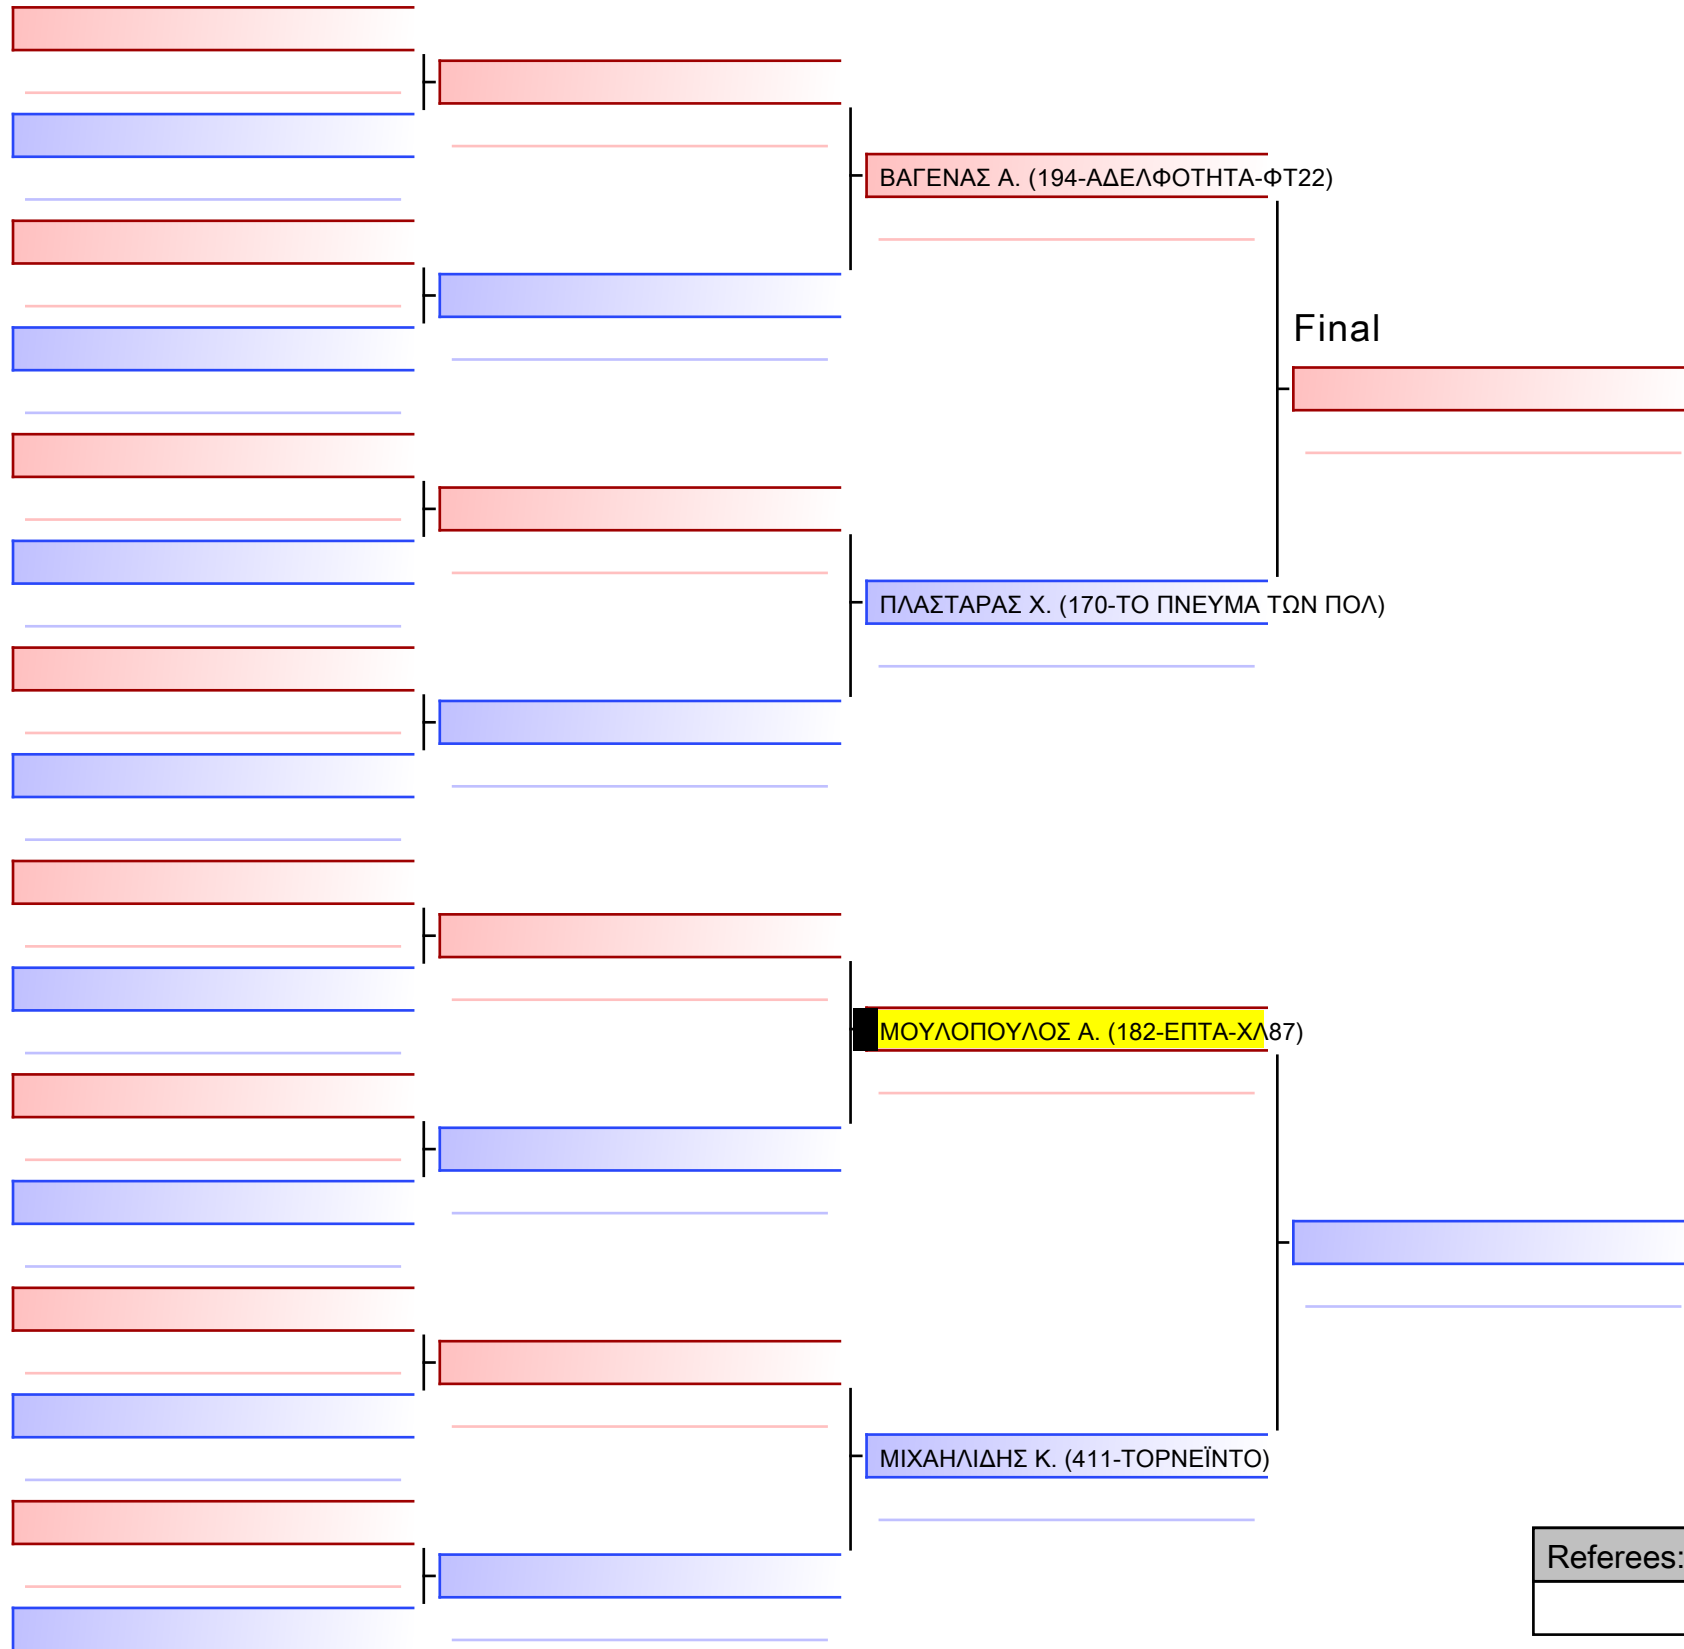 ΒΑΓΕΝΑΣ Α. (194-ΑΔΕΛΦΟΤΗΤΑ-ΦΤ22)
Final
ΠΛΑΣΤΑΡΑΣ Χ. (170-ΤΟ ΠΝΕΥΜΑ ΤΩΝ ΠΟΛ)
ΜΟΥΛΟΠΟΥΛΟΣ Α. (182-ΕΠΤΑ-ΧΛ87)
ΜΙΧΑΗΛΙΔΗΣ Κ. (411-ΤΟΡΝΕΪΝΤΟ)
Referees: